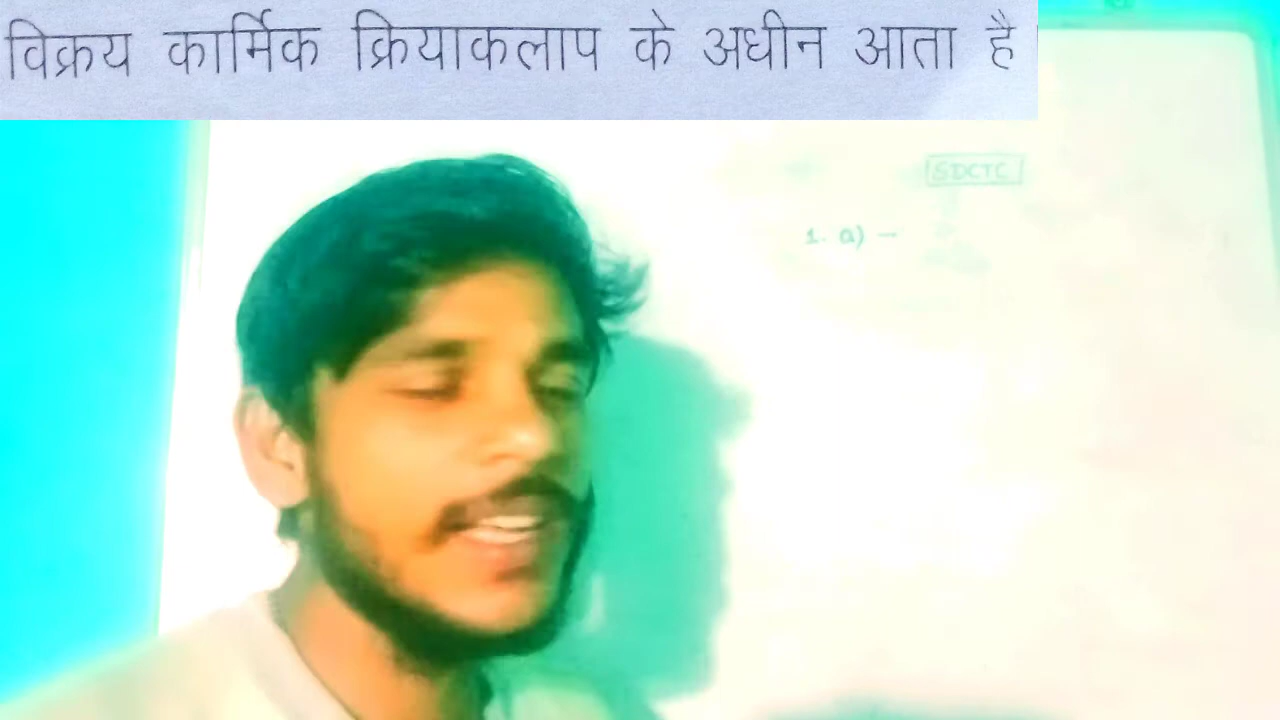 विक्रय कार्मिक क्रियाकलाप के अधीन आता है
SDCTC
1. a) —